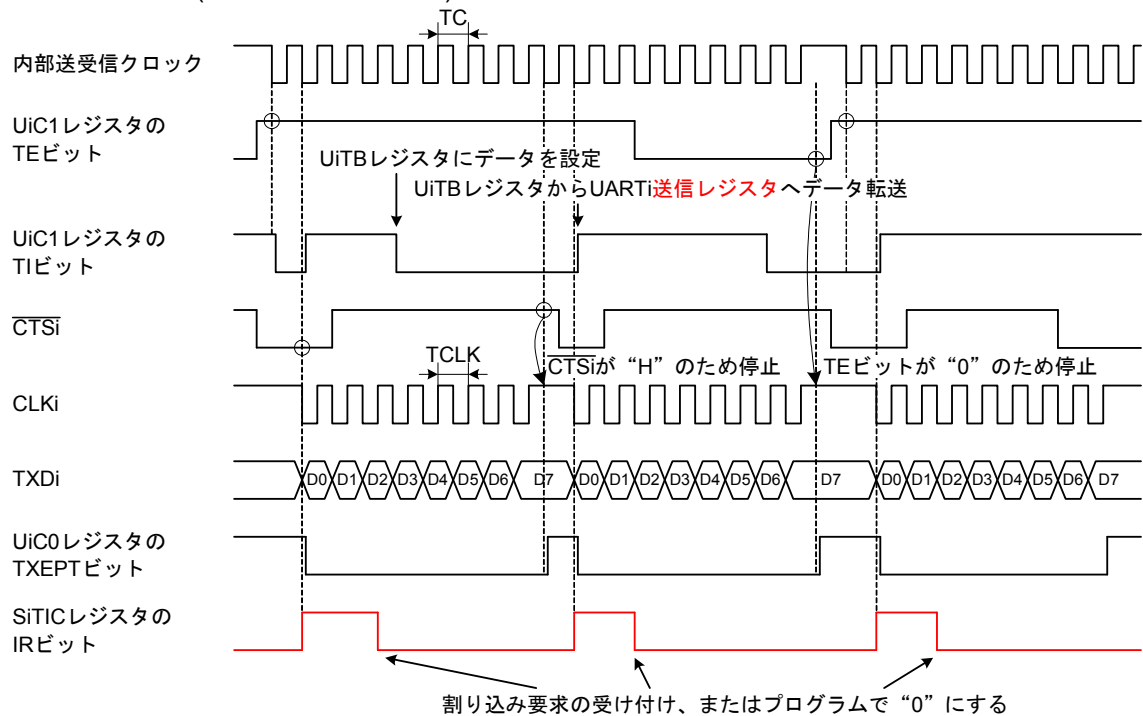 TC
内部送受信クロック
UiC1レジスタの
TEビット
UiTBレジスタにデータを設定
UiTBレジスタからUARTi送信レジスタへデータ転送
UiC1レジスタの
TIビット
CTSi
TCLK
CTSiが“H”のため停止
TEビットが“0”のため停止
CLKi
TXDi
D0 D1 D2 D3 D4 D5 D6 D7 D0 D1 D2 D3 D4 D5 D6 D7 D0 D1 D2 D3 D4 D5 D6 D7
UiC0レジスタの
TXEPTビット
SiTICレジスタの
IRビット
割り込み要求の受け付け、またはプログラムで“0”にする